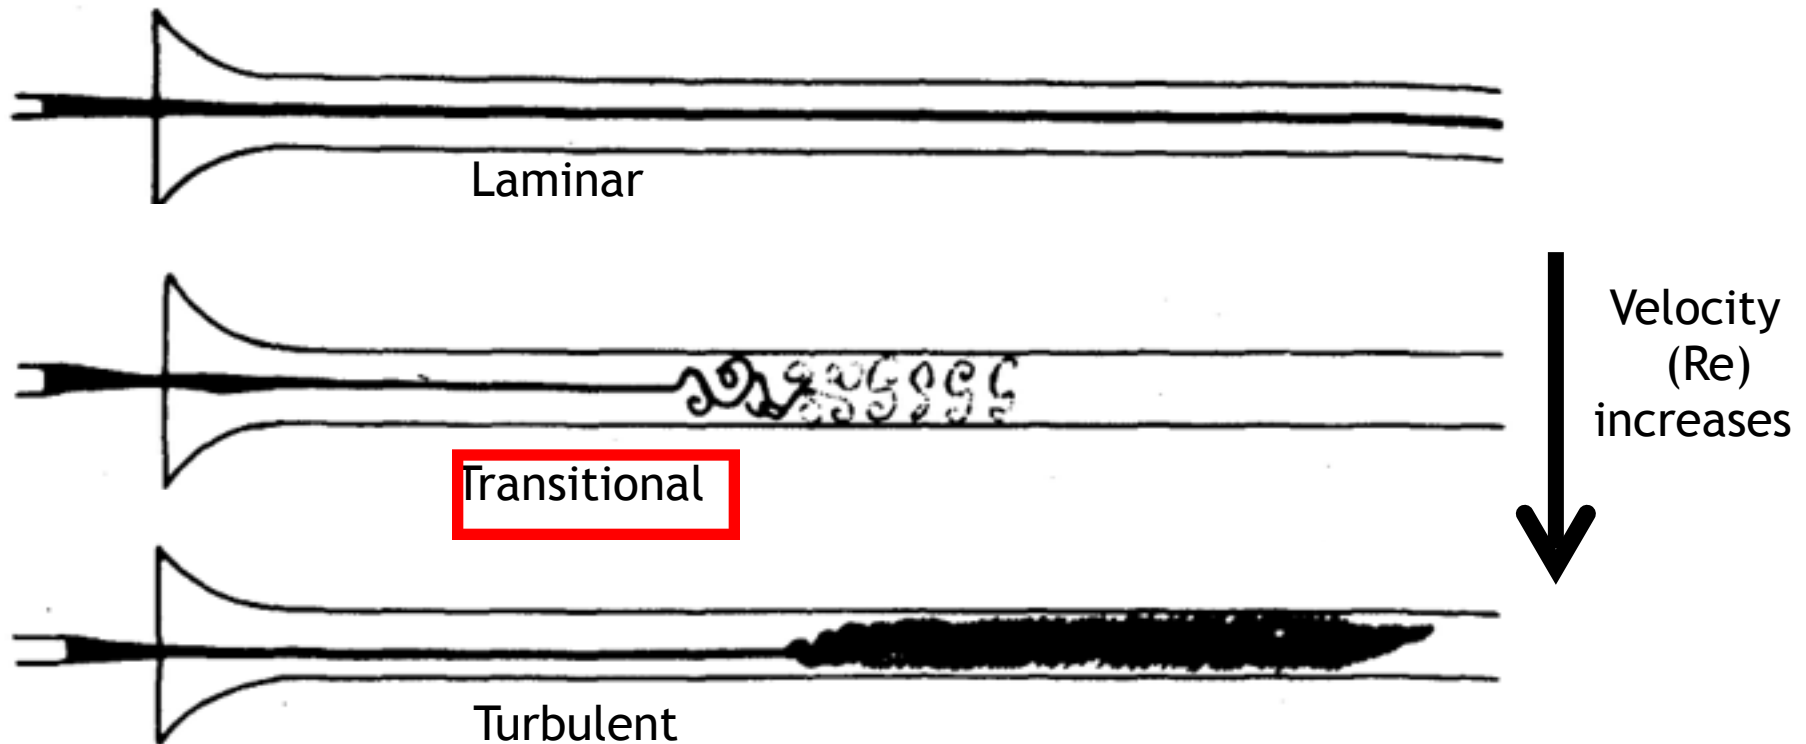 Laminar
Velocity
(Re)
increases
Transitional
Turbulent